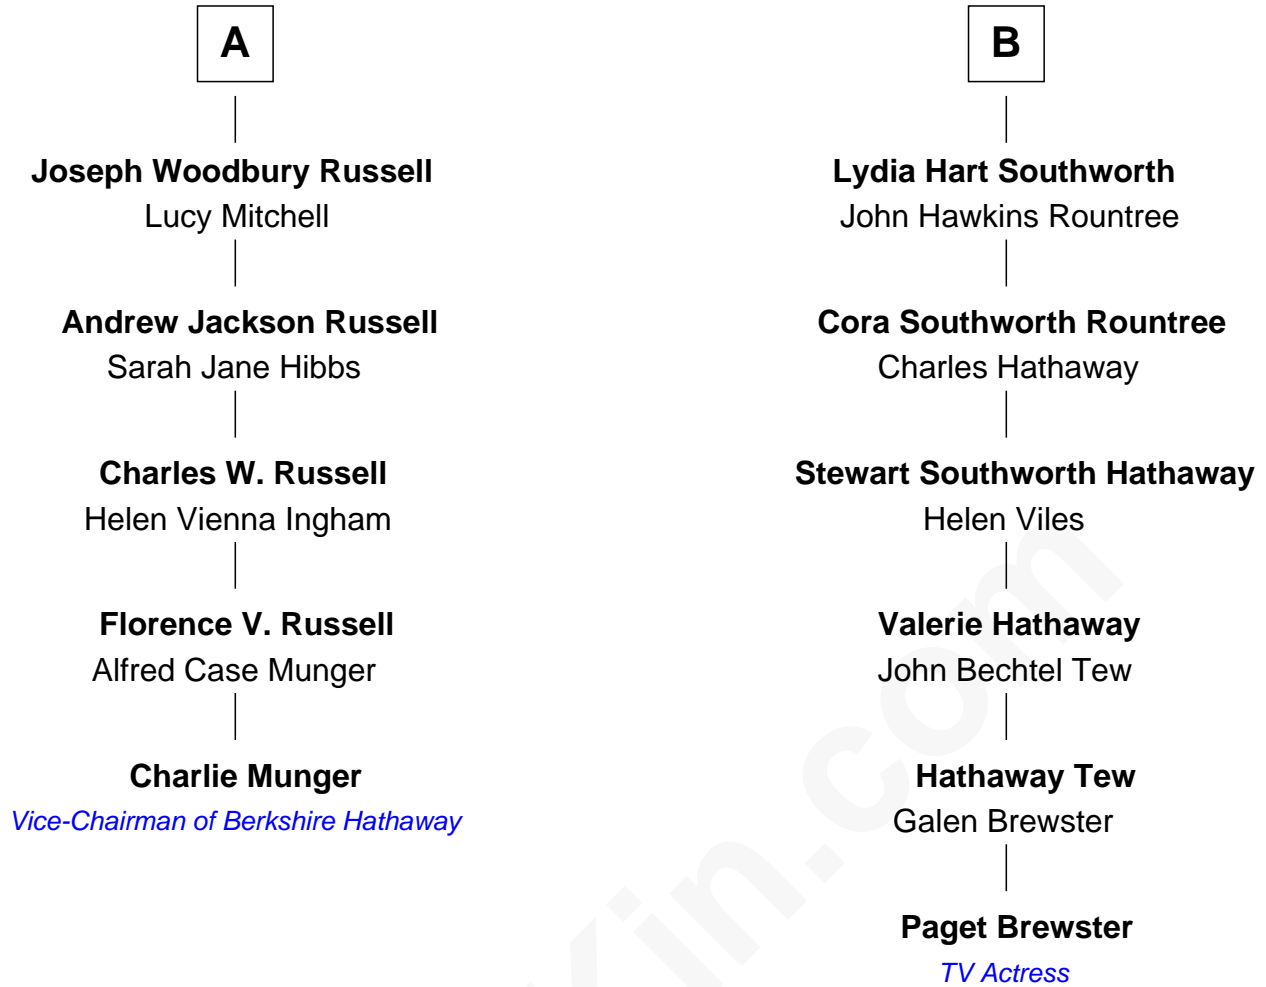 A
Joseph Woodbury Russell
Lucy Mitchell
Andrew Jackson Russell
Sarah Jane Hibbs
Charles W. Russell
Helen Vienna Ingham
Florence V. Russell
Alfred Case Munger
Charlie Munger
Vice-Chairman of Berkshire Hathaway
B
Lydia Hart Southworth
John Hawkins Rountree
Cora Southworth Rountree
Charles Hathaway
Stewart Southworth Hathaway
Helen Viles
Valerie Hathaway
John Bechtel Tew
Hathaway Tew
Galen Brewster
Paget Brewster
TV Actress
Kin.com